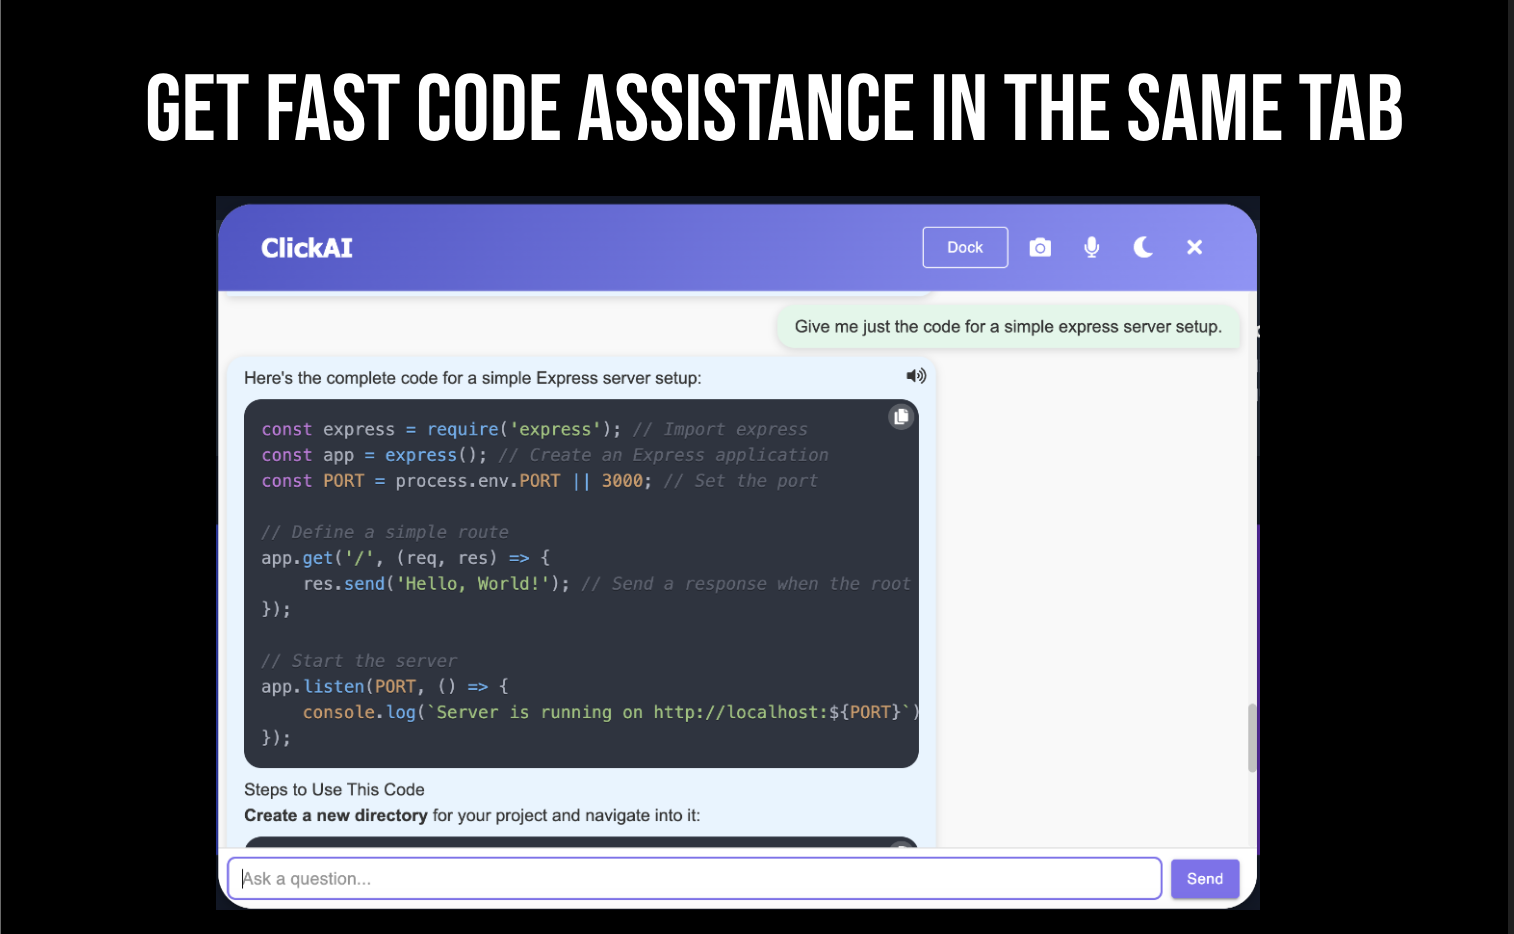 GET FAST CODE ASSISTANCE IN THE SAME TAB
ClickAI
Dock
Give me just the code for a simple express server setup.
Here's the complete code for a simple Express server setup:
const express = require('express'); // Import express
const app = express(); // Create an Express application
const PORT = process.env.PORT || 3000; // Set the port
// Define a simple route
app.get('/', (req, res) => {
    res.send('Hello, World!'); // Send a response when the root
});
// Start the server
app.listen(PORT, () => {
    console.log(`Server is running on http://localhost:${PORT}`)
});
Steps to Use This Code
Create a new directory for your project and navigate into it:
Ask a question...
Send